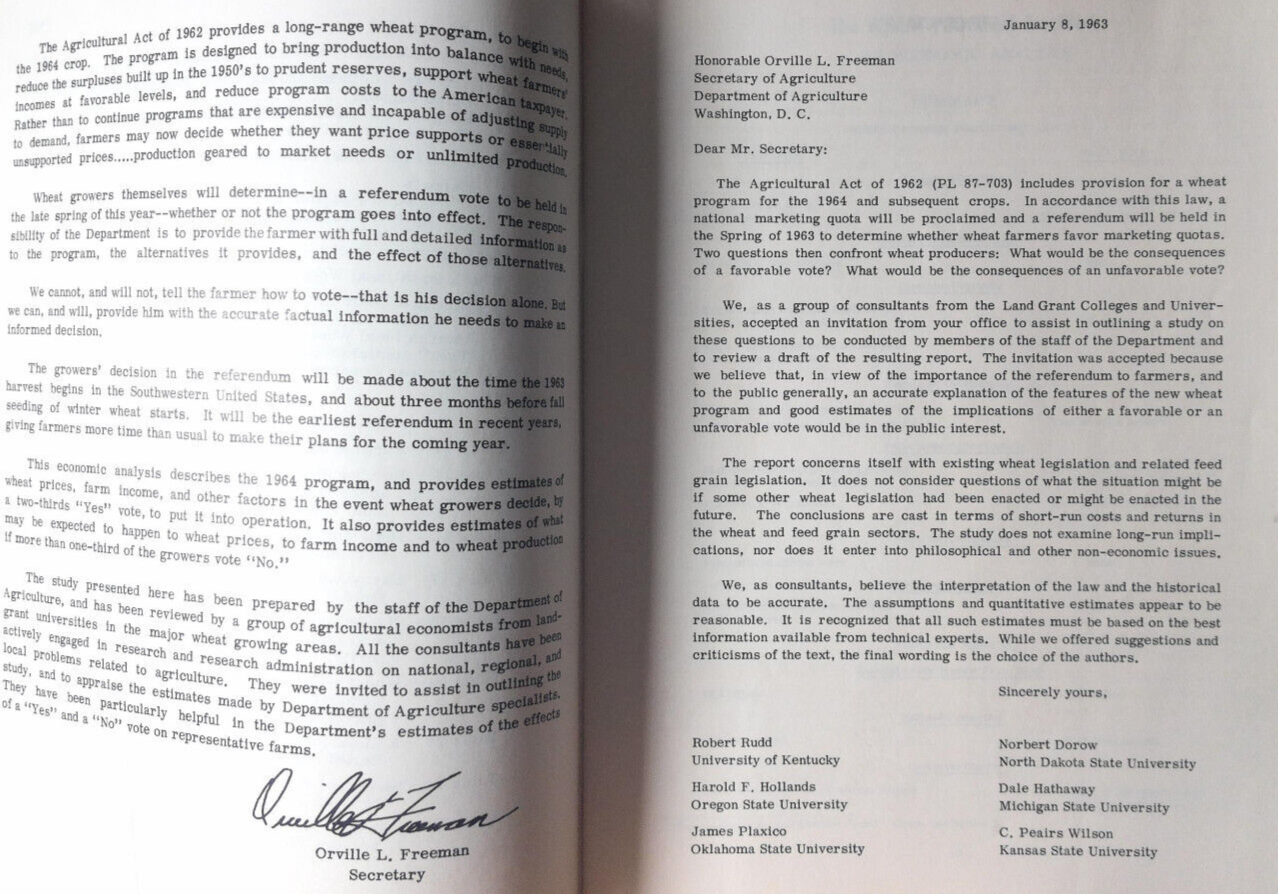 The Agricultural Act of 1962 provides a long-range wheat program, to begin with
the 1964 crop. The program is designed to bring production into balance with needs,
reduce the surpluses built up in the 1950's to prudent reserves, support wheat farmers'
incomes at favorable levels, and reduce program costs to the American taxpayer.
Rather than to continue programs that are expensive and incapable of adjusting supply
to demand, farmers may now decide whether they want price supports or essentially
unsupported prices.....production geared to market needs or unlimited production.
Wheat growers themselves will determine--in a referendum vote to be held in
the late spring of this year--whether or not the program goes into effect. The respon-
sibility of the Department is to provide the farmer with full and detailed information as
to the program, the alternatives it provides, and the effect of those alternatives.
We cannot, and will not, tell the farmer how to vote--that is his decision alone. But
we can, and will, provide him with the accurate factual information he needs to make an
informed decision.
The growers' decision in the referendum will be made about the time the 1963
harvest begins in the Southwestern United States, and about three months before fall
seeding of winter wheat starts. It will be the earliest referendum in recent years,
giving farmers more time than usual to make their plans for the coming year.
This economic analysis describes the 1964 program, and provides estimates of
wheat prices, farm income, and other factors in the event wheat growers decide, by
a two-thirds "Yes" vote, to put it into operation. It also provides estimates of what
may be expected to happen to wheat prices, to farm income and to wheat production
if more than one-third of the growers vote "No."
The study presented here has been prepared by the staff of the Department of
Agriculture, and has been reviewed by a group of agricultural economists from land-
grant universities in the major wheat growing areas. All the consultants have been
actively engaged in research and research administration on national, regional, and
local problems related to agriculture. They were invited to assist in outlining the
study, and to appraise the estimates made by Department of Agriculture specialists.
They have been particularly helpful in the Department's estimates of the effects
of a "Yes" and a "No" vote on representative farms.
Orville L. Freeman
Orville L. Freeman
Secretary
January 8, 1963
Honorable Orville L. Freeman
Secretary of Agriculture
Department of Agriculture
Washington, D. C.
Dear Mr. Secretary:
The Agricultural Act of 1962 (PL 87-703) includes provision for a wheat
program for the 1964 and subsequent crops. In accordance with this law, a
national marketing quota will be proclaimed and a referendum will be held in
the Spring of 1963 to determine whether wheat farmers favor marketing quotas.
Two questions then confront wheat producers: What would be the consequences
of a favorable vote? What would be the consequences of an unfavorable vote?
We, as a group of consultants from the Land Grant Colleges and Univer-
sities, accepted an invitation from your office to assist in outlining a study on
these questions to be conducted by members of the staff of the Department and
to review a draft of the resulting report. The invitation was accepted because
we believe that, in view of the importance of the referendum to farmers, and
to the public generally, an accurate explanation of the features of the new wheat
program and good estimates of the implications of either a favorable or an
unfavorable vote would be in the public interest.
The report concerns itself with existing wheat legislation and related feed
grain legislation. It does not consider questions of what the situation might be
if some other wheat legislation had been enacted or might be enacted in the
future. The conclusions are cast in terms of short-run costs and returns in
the wheat and feed grain sectors. The study does not examine long-run impli-
cations, nor does it enter into philosophical and other non-economic issues.
We, as consultants, believe the interpretation of the law and the historical
data to be accurate. The assumptions and quantitative estimates appear to be
reasonable. It is recognized that all such estimates must be based on the best
information available from technical experts. While we offered suggestions and
criticisms of the text, the final wording is the choice of the authors.
Sincerely yours,
Robert Rudd
University of Kentucky
Harold F. Hollands
Oregon State University
James Plaxico
Oklahoma State University
Norbert Dorow
North Dakota State University
Dale Hathaway
Michigan State University
C. Peairs Wilson
Kansas State University